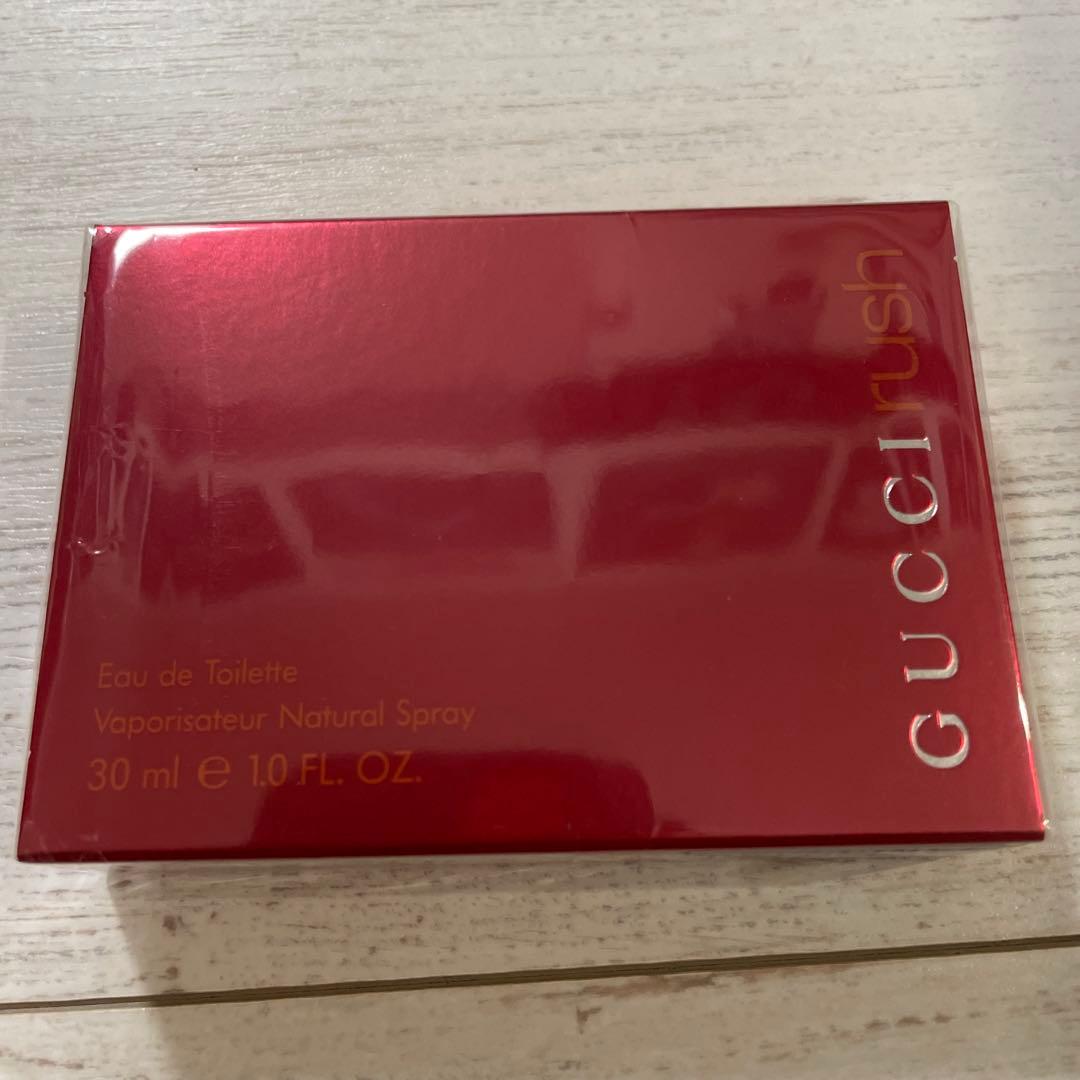 Eau de Toilette
Vaporisateur Natural Spray
30 ml ℮ 1.0 FL. OZ.
GUCCI rush